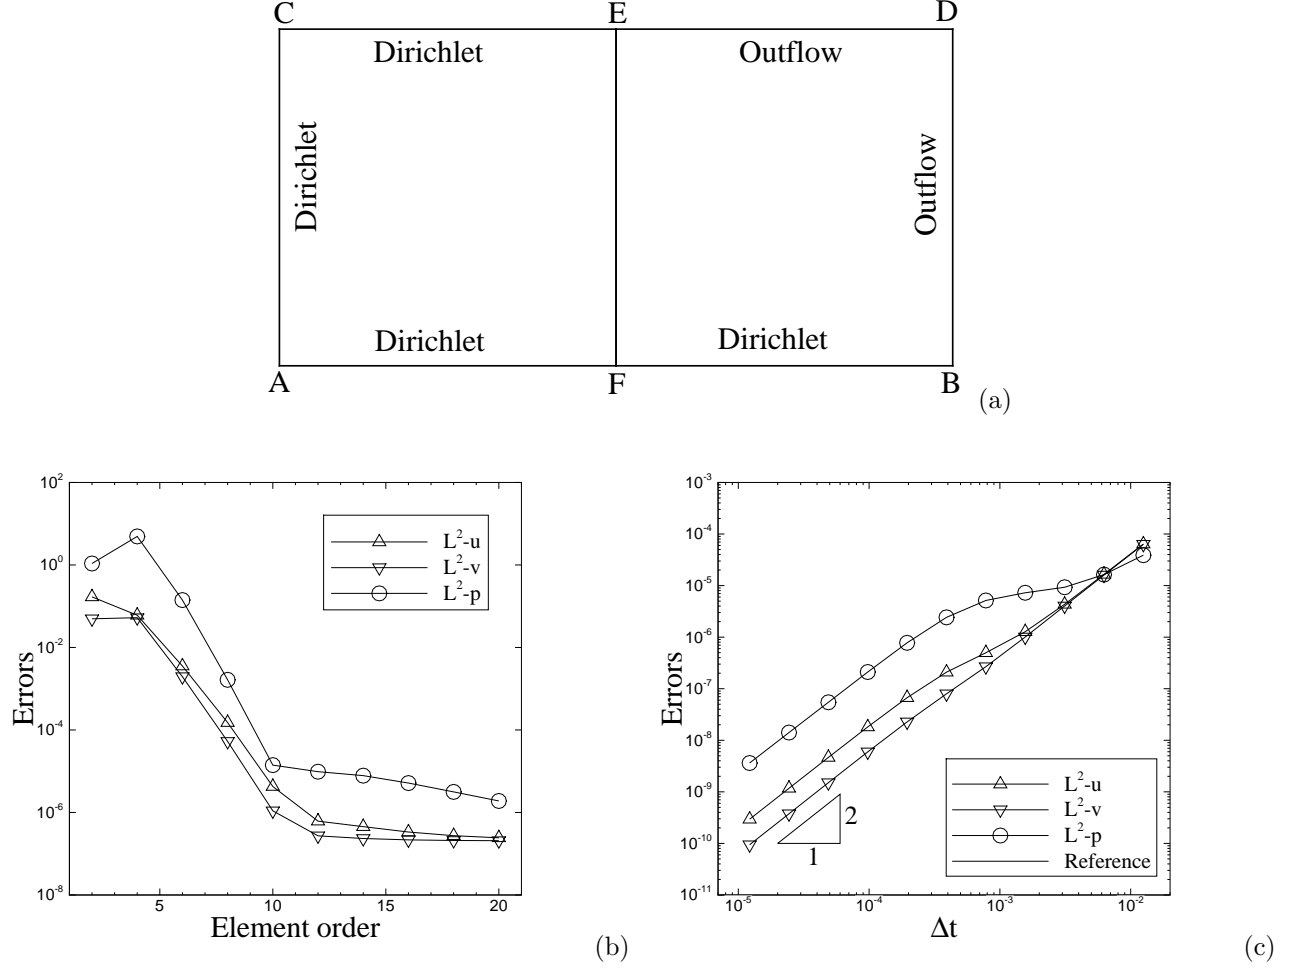 C E D
Dirichlet Outflow
Dirichlet
Outflow
Dirichlet Dirichlet
A F B
(a)
Errors
10^2
10^0
10^-2
10^-4
10^-6
10^-8
L^2-u
L^2-v
L^2-p
5 10 15 20
Element order
(b)
Errors
10^-3
10^-4
10^-5
10^-6
10^-7
10^-8
10^-9
10^-10
10^-11
2
1
L^2-u
L^2-v
L^2-p
Reference
10^-5 10^-4 10^-3 10^-2
Δt
(c)